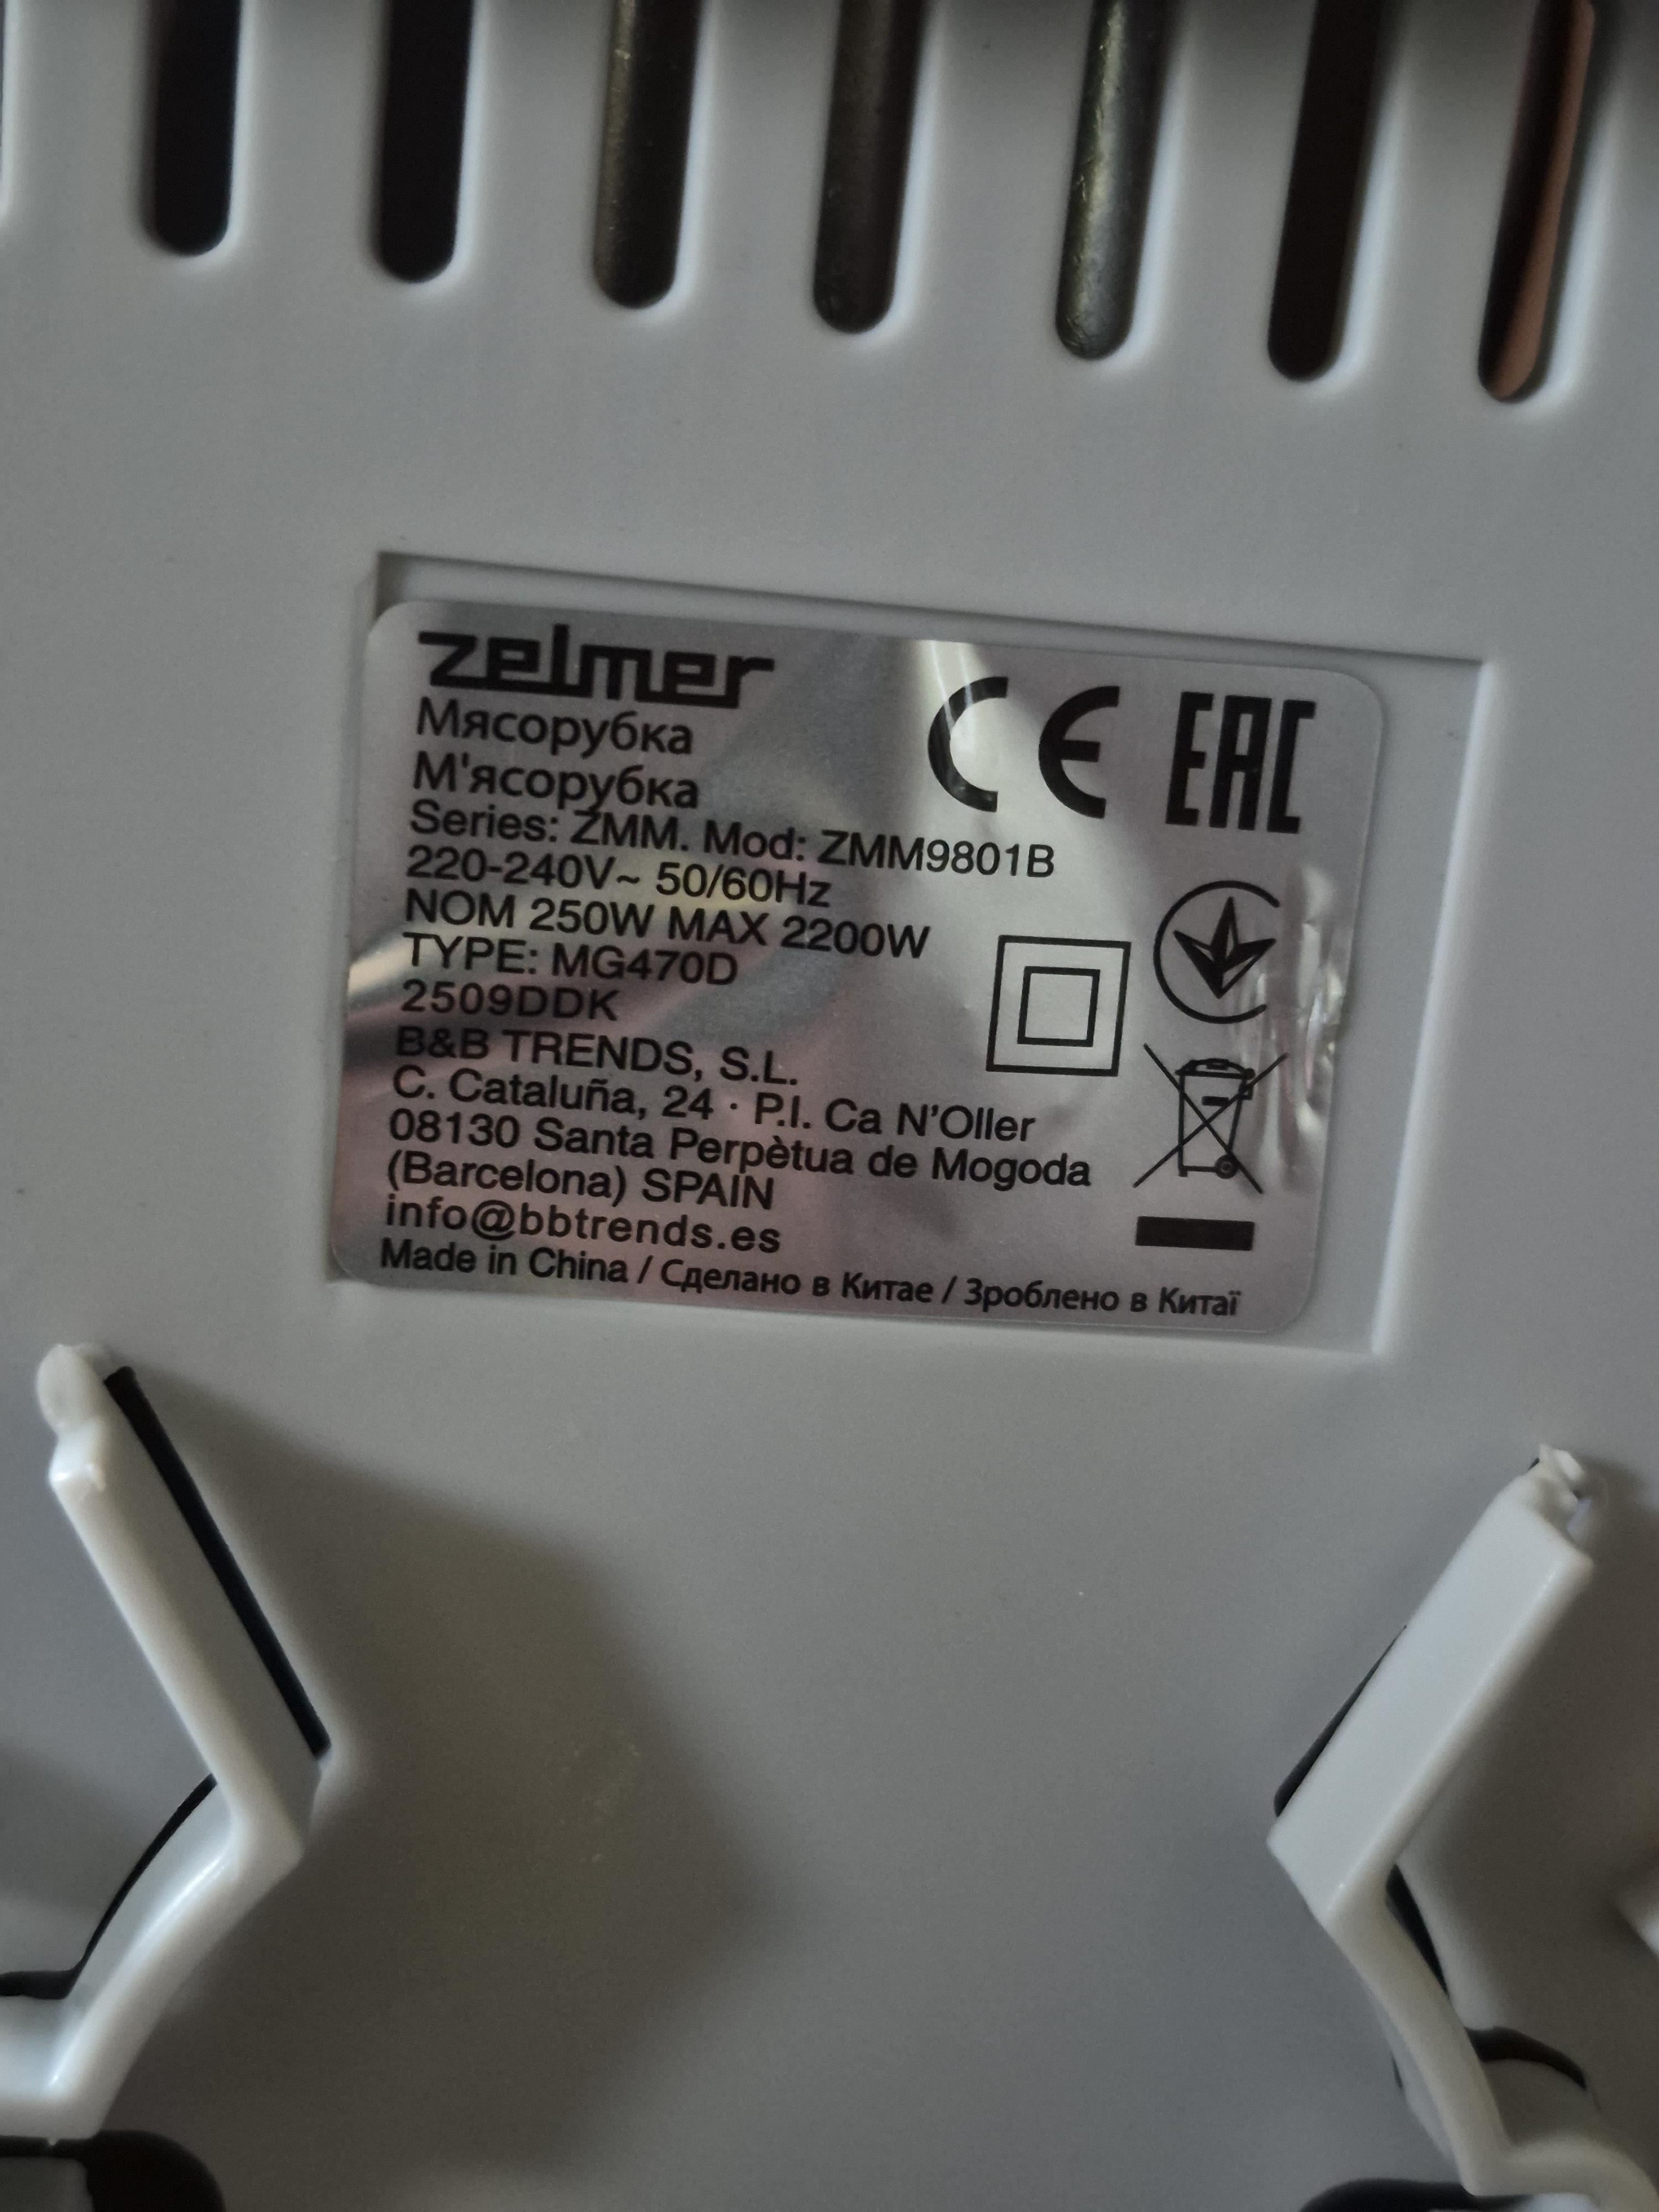 zelmer
CE EAC
Мясорубка
М'ясорубка
Series: ZMM. Mod: ZMM9801B
220-240V~ 50/60Hz
NOM 250W MAX 2200W
TYPE: MG470D
2509DDK
B&B TRENDS, S.L.
C. Cataluña, 24 · P.I. Ca N'Oller
08130 Santa Perpètua de Mogoda
(Barcelona) SPAIN
info@bbtrends.es
Made in China / Сделано в Китае / Зроблено в Китаї